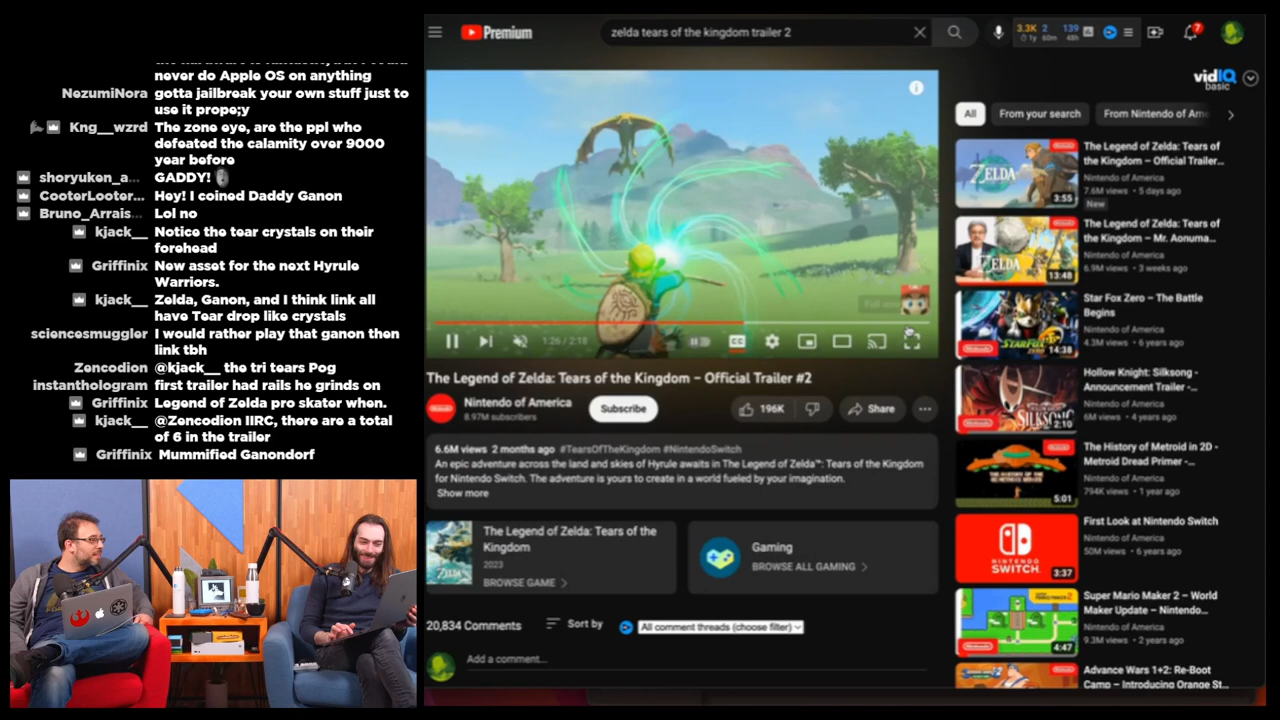 never do Apple OS on anything
NezumiNora gotta jailbreak your own stuff just to
use it prope;y
Kng__wzrd The zone eye, are the ppl who
defeated the calamity over 9000
year before
shoryuken_a... GADDY!
CooterLooter... Hey! I coined Daddy Ganon
Bruno_Arrais... Lol no
kjack__ Notice the tear crystals on their
forehead
Griffinix New asset for the next Hyrule
Warriors.
kjack__ Zelda, Ganon, and I think link all
have Tear drop like crystals
sciencesmuggler I would rather play that ganon then
link tbh
Zencodion @kjack__ the tri tears Pog
instanthologram first trailer had rails he grinds on
Griffinix Legend of Zelda pro skater when.
kjack__ @Zencodion IIRC, there are a total
of 6 in the trailer
Griffinix Mummified Ganondorf
Premium
zelda tears of the kingdom trailer 2
3.3K 2 139
1y 60m 48h
7
1:26 / 2:18
CC
The Legend of Zelda: Tears of the Kingdom – Official Trailer #2
Nintendo of America
8.97M subscribers
Subscribe
196K
Share
6.6M views 2 months ago #TearsOfTheKingdom #NintendoSwitch
An epic adventure across the land and skies of Hyrule awaits in The Legend of Zelda™: Tears of the Kingdom
for Nintendo Switch. The adventure is yours to create in a world fueled by your imagination.
Show more
The Legend of Zelda: Tears of the
Kingdom
2023
BROWSE GAME
Gaming
BROWSE ALL GAMING
20,834 Comments
Sort by
All comment threads (choose filter)
Add a comment...
vidIQ
basic
All
From your search
From Nintendo of Ame
ZELDA
3:55
The Legend of Zelda: Tears of
the Kingdom – Official Trailer...
Nintendo of America
7.6M views • 5 days ago
New
ZELDA
13:48
The Legend of Zelda: Tears of
the Kingdom – Mr. Aonuma...
Nintendo of America
6.9M views • 3 weeks ago
STARFOX
ZERO
14:38
Star Fox Zero – The Battle
Begins
Nintendo of America
4.3M views • 6 years ago
SILKSONG
2:10
Hollow Knight: Silksong -
Announcement Trailer -...
Nintendo of America
6M views • 4 years ago
5:01
The History of Metroid in 2D -
Metroid Dread Primer -...
Nintendo of America
794K views • 1 year ago
NINTENDO
SWITCH
3:37
First Look at Nintendo Switch
Nintendo of America
50M views • 6 years ago
4:47
Super Mario Maker 2 – World
Maker Update – Nintendo...
Nintendo of America
9.3M views • 2 years ago
Advance Wars 1+2: Re-Boot
Camp – Introducing Orange St...